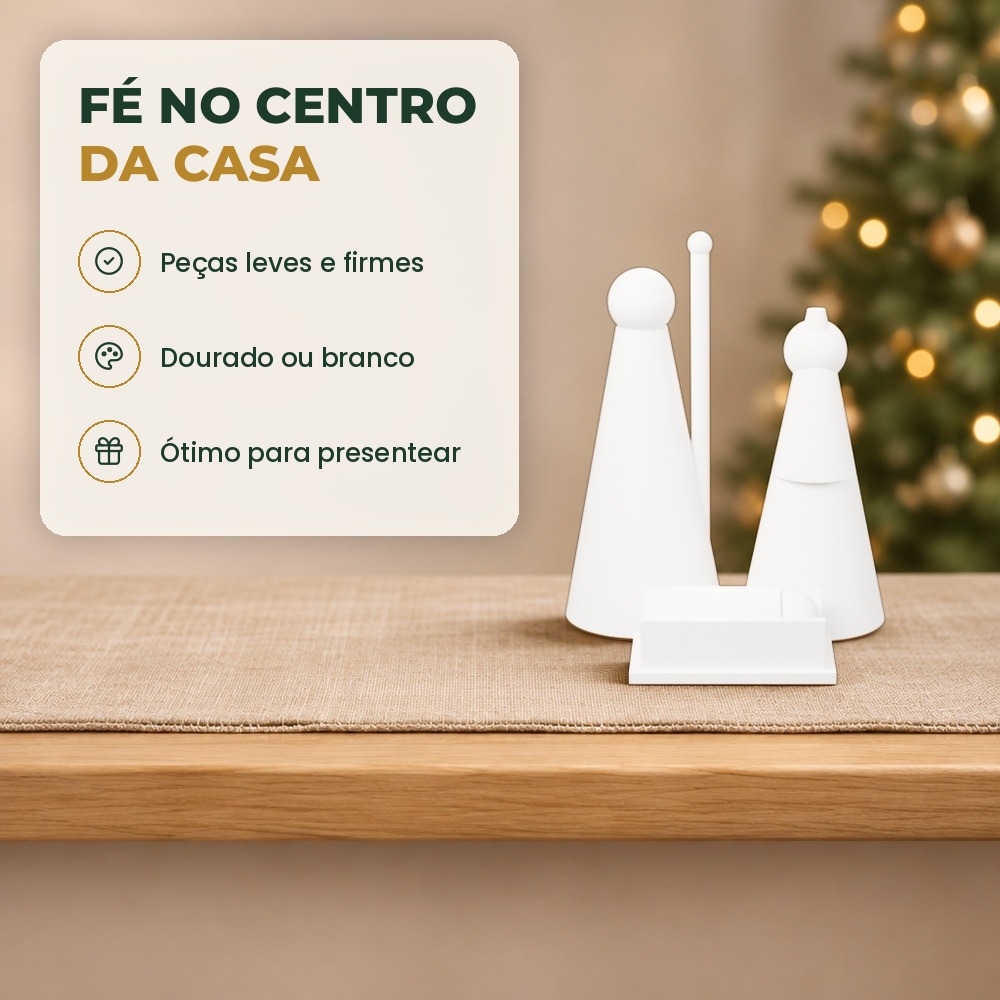 FÉ NO CENTRO
DA CASA
Peças leves e firmes
Dourado ou branco
Ótimo para presentear